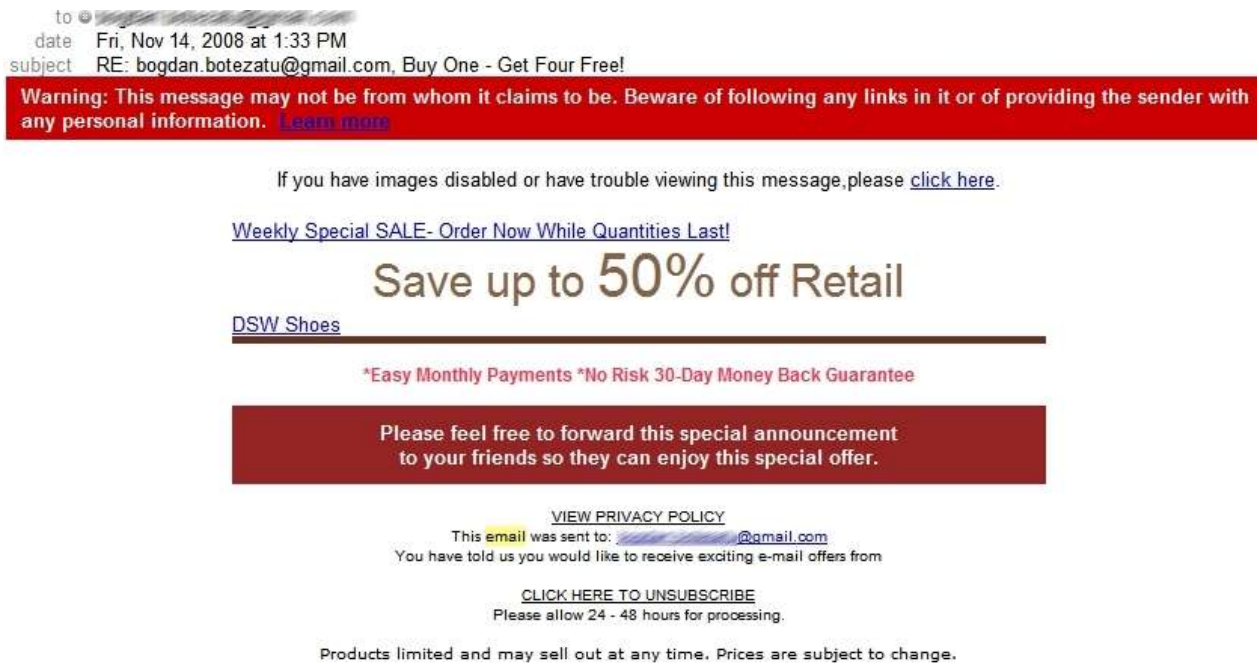 to
date Fri, Nov 14, 2008 at 1:33 PM
subject RE: bogdan.botezatu@gmail.com, Buy One - Get Four Free!
Warning: This message may not be from whom it claims to be. Beware of following any links in it or of providing the sender with
any personal information. Learn more
If you have images disabled or have trouble viewing this message,please click here.
Weekly Special SALE- Order Now While Quantities Last!
Save up to 50% off Retail
DSW Shoes
*Easy Monthly Payments *No Risk 30-Day Money Back Guarantee
Please feel free to forward this special announcement
to your friends so they can enjoy this special offer.
VIEW PRIVACY POLICY
This email was sent to: @gmail.com
You have told us you would like to receive exciting e-mail offers from
CLICK HERE TO UNSUBSCRIBE
Please allow 24 - 48 hours for processing.
Products limited and may sell out at any time. Prices are subject to change.